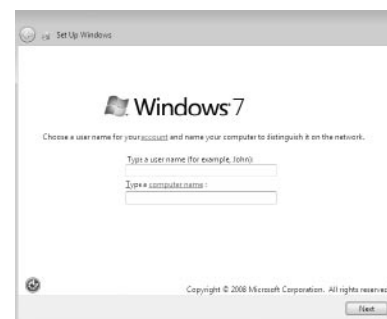 Set Up Windows
Windows 7
Choose a user name for your account and name your computer to distinguish it on the network.
Type a user name (for example, John):
Type a computer name :
Copyright © 2008 Microsoft Corporation. All rights reserved
Next